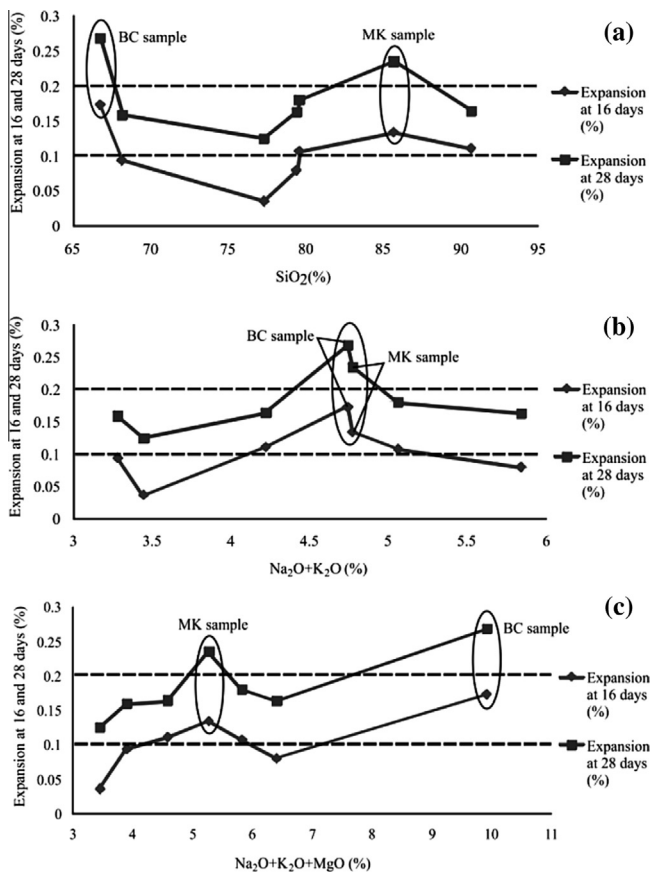 (a)
Expansion at 16 and 28 days (%)
0.3
0.25
0.2
0.15
0.1
0.05
0
BC sample
MK sample
65 70 75 80 85 90 95
SiO₂(%)
Expansion
at 16 days
(%)
Expansion
at 28 days
(%)
(b)
Expansion at 16 and 28 days (%)
0.3
0.25
0.2
0.15
0.1
0.05
0
BC sample
MK sample
3 3.5 4 4.5 5 5.5 6
Na₂O+K₂O (%)
Expansion
at 16 days
(%)
Expansion
at 28 days
(%)
(c)
Expansion at 16 and 28 days (%)
0.3
0.25
0.2
0.15
0.1
0.05
0
MK sample
BC sample
3 4 5 6 7 8 9 10 11
Na₂O+K₂O+MgO (%)
Expansion
at 16 days
(%)
Expansion
at 28 days
(%)